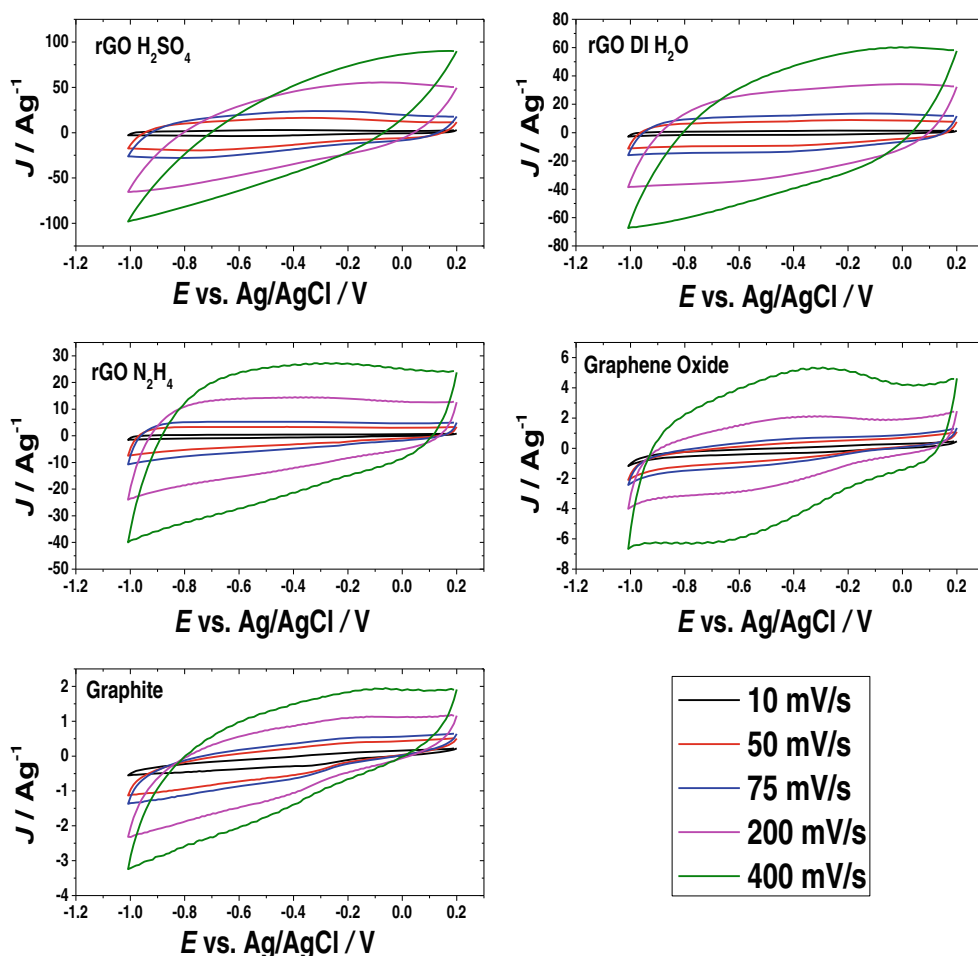 rGO H₂SO₄
100
50
0
-50
-100
J / Ag⁻¹
-1.2 -1.0 -0.8 -0.6 -0.4 -0.2 0.0 0.2
E vs. Ag/AgCl / V
rGO DI H₂O
80
60
40
20
0
-20
-40
-60
-80
J / Ag⁻¹
-1.2 -1.0 -0.8 -0.6 -0.4 -0.2 0.0 0.2
E vs. Ag/AgCl / V
rGO N₂H₄
30
20
10
0
-10
-20
-30
-40
-50
J / Ag⁻¹
-1.2 -1.0 -0.8 -0.6 -0.4 -0.2 0.0 0.2
E vs. Ag/AgCl / V
Graphene Oxide
6
4
2
0
-2
-4
-6
-8
J / Ag⁻¹
-1.2 -1.0 -0.8 -0.6 -0.4 -0.2 0.0 0.2
E vs. Ag/AgCl / V
Graphite
2
1
0
-1
-2
-3
-4
J / Ag⁻¹
-1.2 -1.0 -0.8 -0.6 -0.4 -0.2 0.0 0.2
E vs. Ag/AgCl / V
10 mV/s
50 mV/s
75 mV/s
200 mV/s
400 mV/s